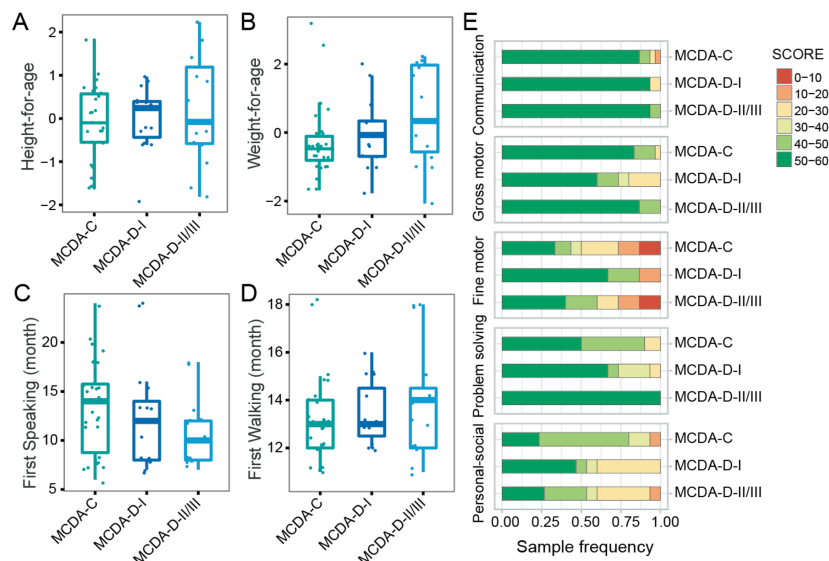 A
Height-for-age
2
1
0
−1
−2
MCDA-C
MCDA-D-I
MCDA-D-II/III
B
Weight-for-age
2
0
−2
MCDA-C
MCDA-D-I
MCDA-D-II/III
C
First Speaking (month)
20
15
10
5
MCDA-C
MCDA-D-I
MCDA-D-II/III
D
First Walking (month)
18
16
14
12
MCDA-C
MCDA-D-I
MCDA-D-II/III
E
Communication
MCDA-C
MCDA-D-I
MCDA-D-II/III
Gross motor
MCDA-C
MCDA-D-I
MCDA-D-II/III
Fine motor
MCDA-C
MCDA-D-I
MCDA-D-II/III
Problem solving
MCDA-C
MCDA-D-I
MCDA-D-II/III
Personal-social
MCDA-C
MCDA-D-I
MCDA-D-II/III
0.00 0.25 0.50 0.75 1.00
Sample frequency
SCORE
0−10
10−20
20−30
30−40
40−50
50−60